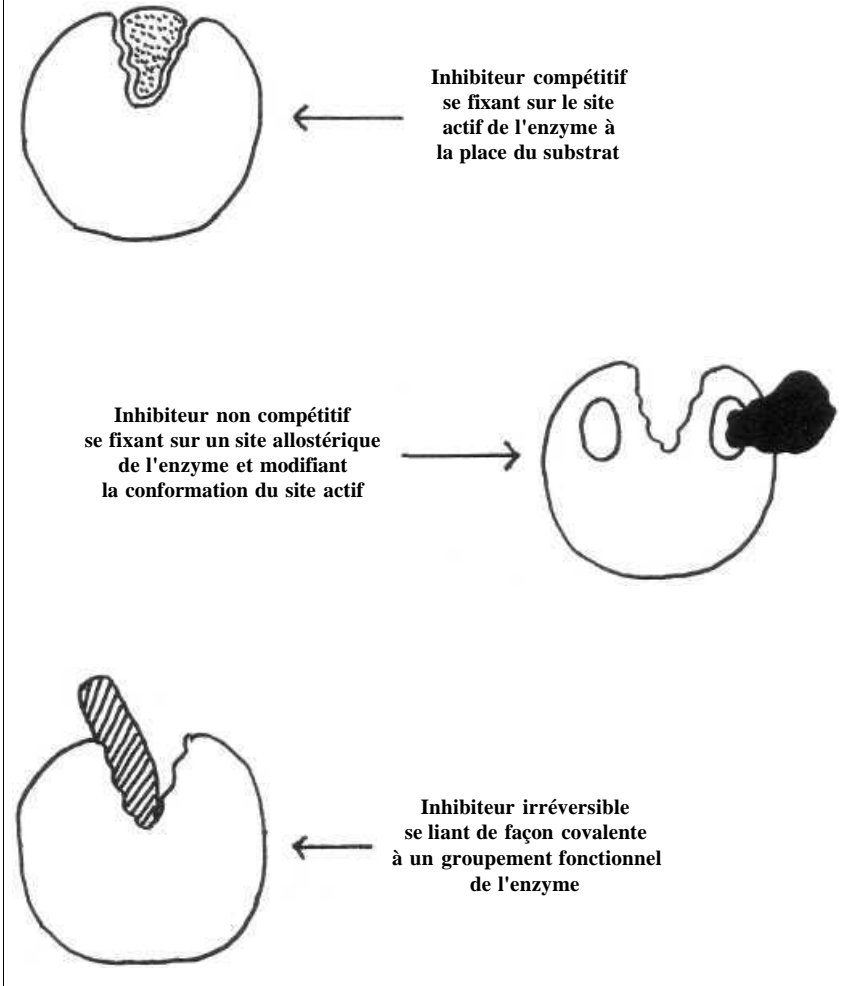 Inhibiteur compétitif
se fixant sur le site
actif de l'enzyme à
la place du substrat
Inhibiteur non compétitif
se fixant sur un site allostérique
de l'enzyme et modifiant
la conformation du site actif
Inhibiteur irréversible
se liant de façon covalente
à un groupement fonctionnel
de l'enzyme